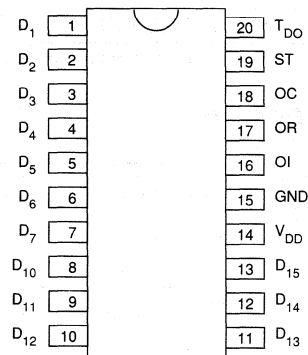 D1 1 20 TDO
D2 2 19 ST
D3 3 18 OC
D4 4 17 OR
D5 5 16 OI
D6 6 15 GND
D7 7 14 VDD
D10 8 13 D15
D11 9 12 D14
D12 10 11 D13